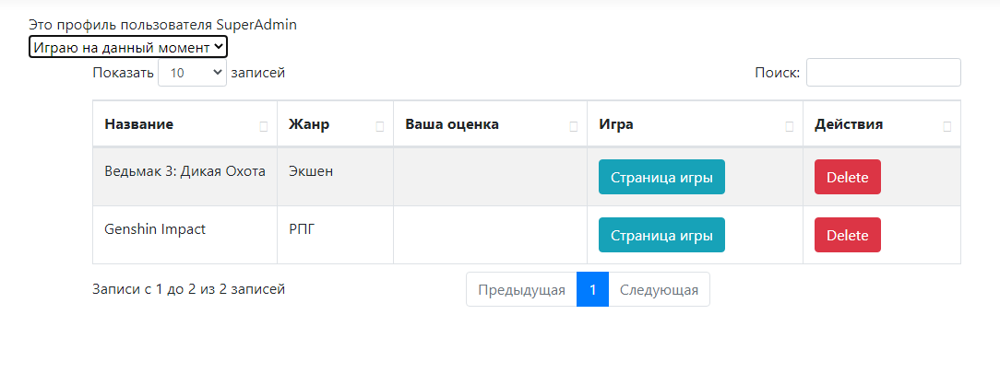 Это профиль пользователя SuperAdmin
Играю на данный момент
Показать 10 записей Поиск:
Название Жанр Ваша оценка Игра Действия
Ведьмак 3: Дикая Охота Экшен Страница игры Delete
Genshin Impact РПГ Страница игры Delete
Записи с 1 до 2 из 2 записей Предыдущая 1 Следующая